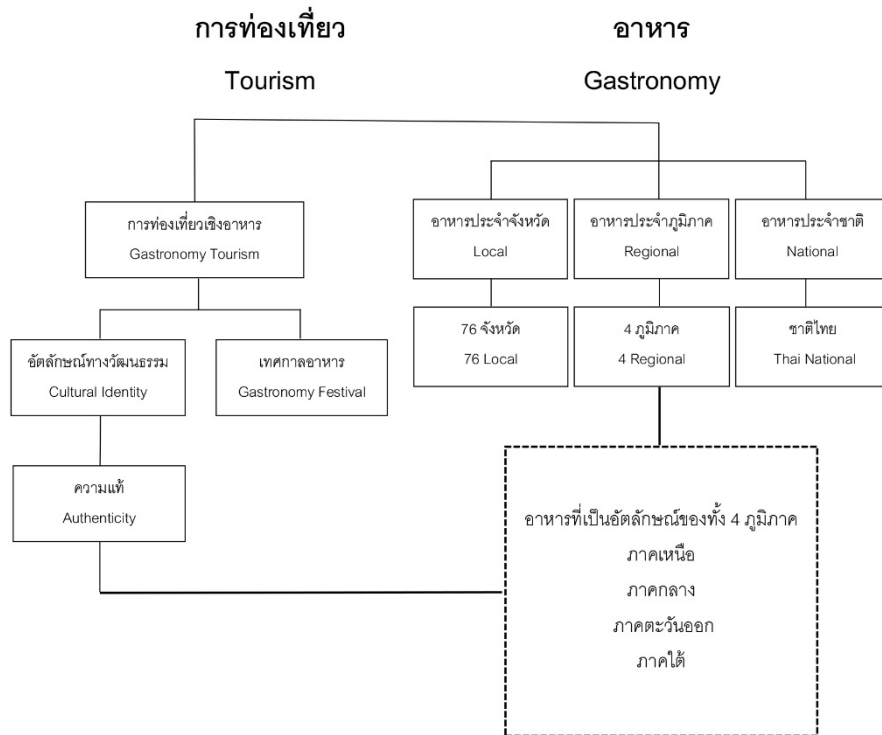 การท่องเที่ยว
Tourism
อาหาร
Gastronomy
การท่องเที่ยวเชิงอาหาร
Gastronomy Tourism
อาหารประจำจังหวัด
Local
อาหารประจำภูมิภาค
Regional
อาหารประจำชาติ
National
อัตลักษณ์ทางวัฒนธรรม
Cultural Identity
เทศกาลอาหาร
Gastronomy Festival
76 จังหวัด
76 Local
4 ภูมิภาค
4 Regional
ชาติไทย
Thai National
ความแท้
Authenticity
อาหารที่เป็นอัตลักษณ์ของทั้ง 4 ภูมิภาค
ภาคเหนือ
ภาคกลาง
ภาคตะวันออก
ภาคใต้